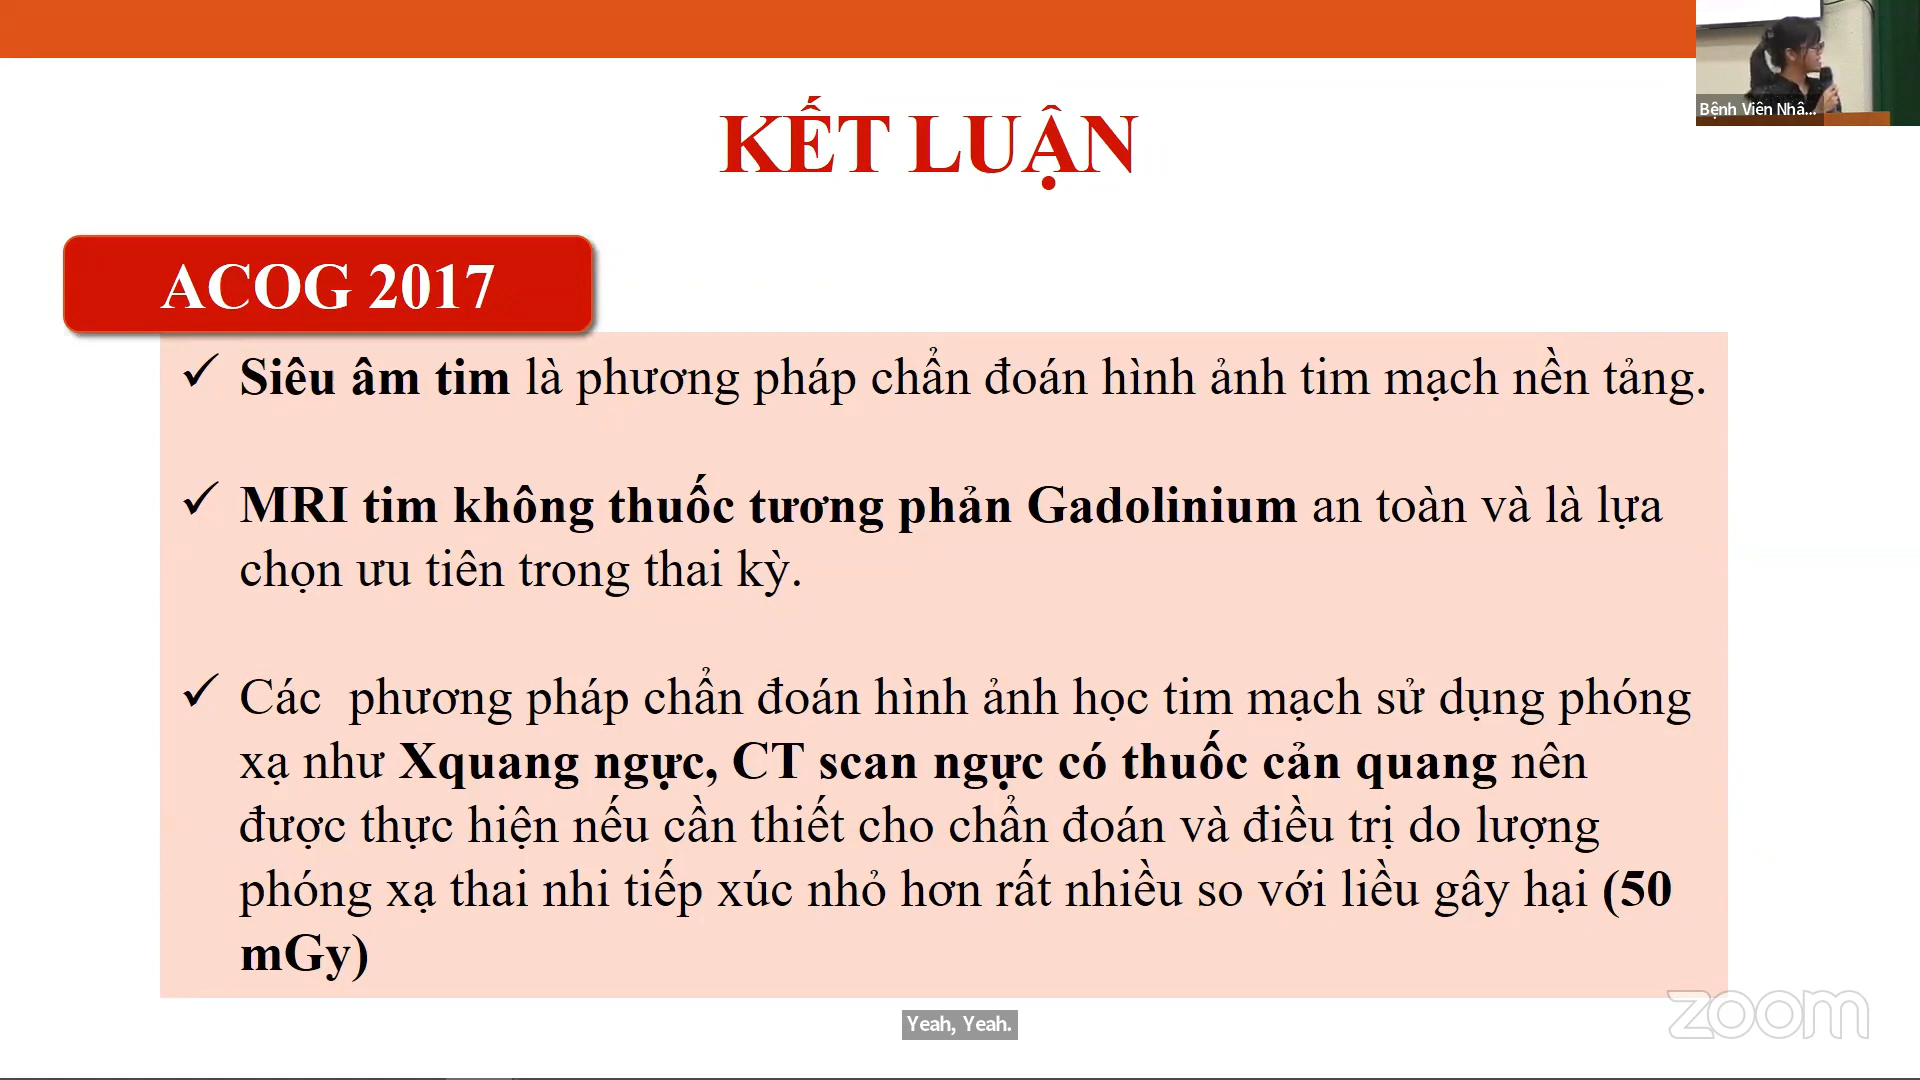 Bệnh Viên Nhâ...
KẾT LUẬN
ACOG 2017
✓ Siêu âm tim là phương pháp chẩn đoán hình ảnh tim mạch nền tảng.
✓ MRI tim không thuốc tương phản Gadolinium an toàn và là lựa
chọn ưu tiên trong thai kỳ.
✓ Các phương pháp chẩn đoán hình ảnh học tim mạch sử dụng phóng
xạ như Xquang ngực, CT scan ngực có thuốc cản quang nên
được thực hiện nếu cần thiết cho chẩn đoán và điều trị do lượng
phóng xạ thai nhi tiếp xúc nhỏ hơn rất nhiều so với liều gây hại (50
mGy)
zoom
Yeah, Yeah.